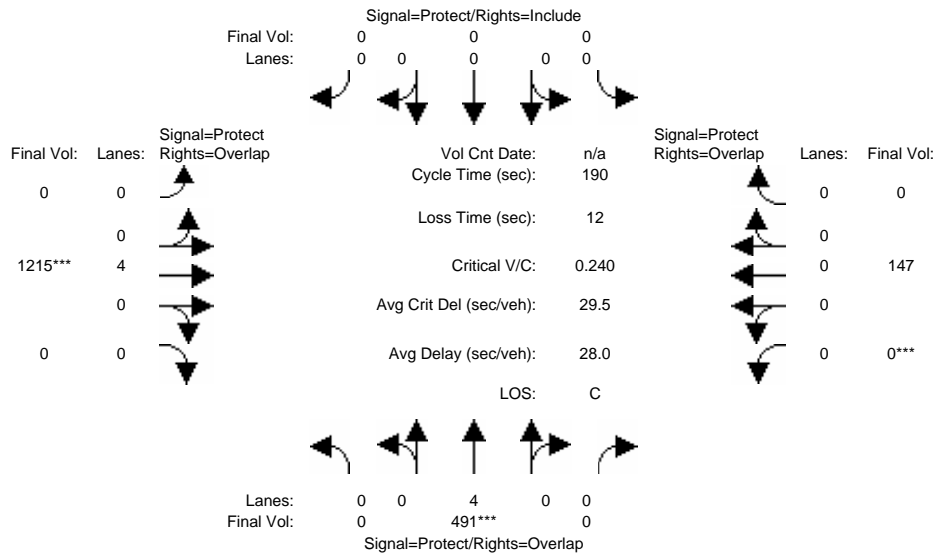 Signal=Protect/Rights=Include
Final Vol: 0 0 0
Lanes: 0 0 0 0 0
Signal=Protect Signal=Protect
Final Vol: Lanes: Rights=Overlap Vol Cnt Date: n/a Rights=Overlap Lanes: Final Vol:
Cycle Time (sec): 190
0 0 0 0
Loss Time (sec): 12
0 0
1215*** 4 Critical V/C: 0.240 0 147
0 Avg Crit Del (sec/veh): 29.5 0
0 0 Avg Delay (sec/veh): 28.0 0 0***
LOS: C
Lanes: 0 0 4 0 0
Final Vol: 0 491*** 0
Signal=Protect/Rights=Overlap